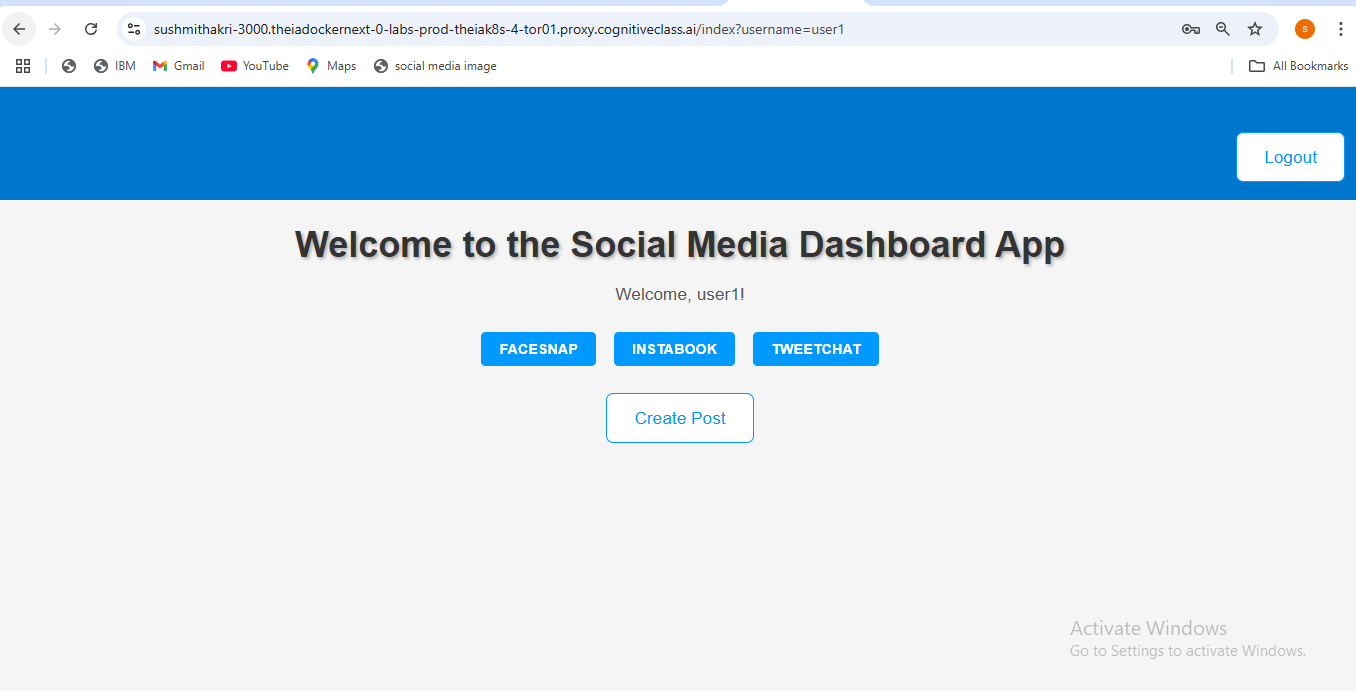 sushmithakri-3000.theiadockernext-0-labs-prod-theiak8s-4-tor01.proxy.cognitiveclass.ai/index?username=user1
S
IBM Gmail YouTube Maps social media image All Bookmarks
Logout
Welcome to the Social Media Dashboard App
Welcome, user1!
FACESNAP INSTABOOK TWEETCHAT
Create Post
Activate Windows
Go to Settings to activate Windows.